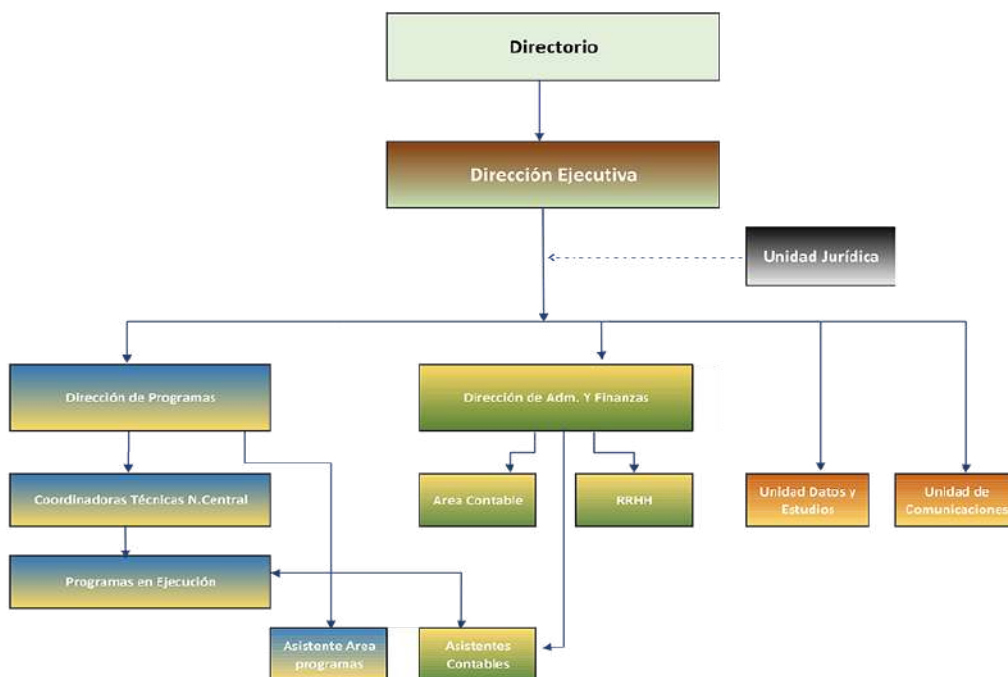 Directorio
Dirección Ejecutiva
Unidad Jurídica
Dirección de Programas
Dirección de Adm. Y Finanzas
Coordinadoras Técnicas N.Central
Area Contable
RRHH
Unidad Datos y
Estudios
Unidad de
Comunicaciones
Programas en Ejecución
Asistente Area
programas
Asistentes
Contables